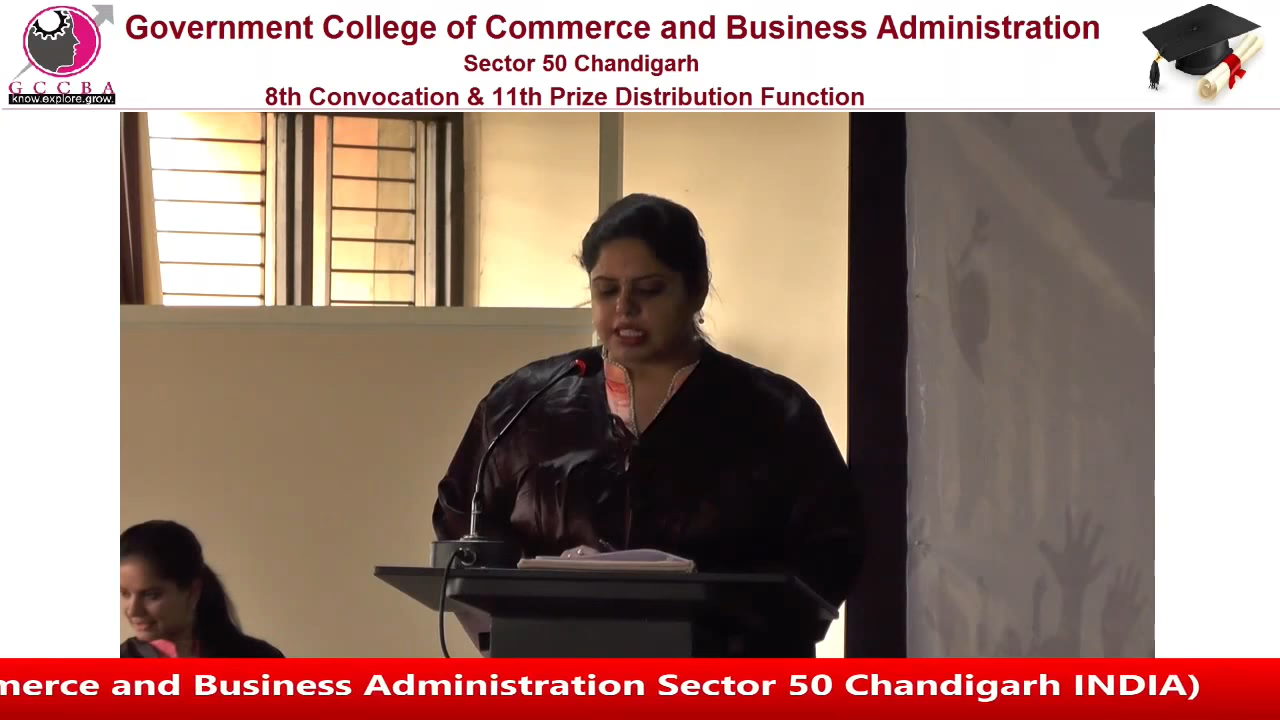 Government College of Commerce and Business Administration
Sector 50 Chandigarh
8th Convocation & 11th Prize Distribution Function
GCCBA
know.explore.grow.
merce and Business Administration Sector 50 Chandigarh INDIA)